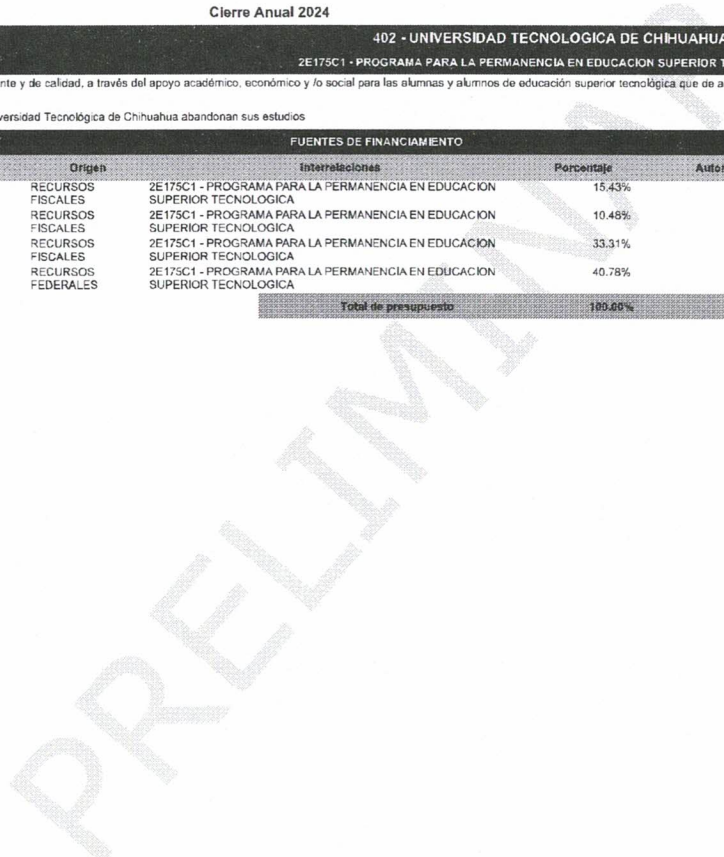 Cierre Anual 2024
402 - UNIVERSIDAD TECNOLOGICA DE CHIHUAHUA
2E175C1 - PROGRAMA PARA LA PERMANENCIA EN EDUCACION SUPERIOR T
nte y de calidad, a través del apoyo académico, económico y /o social para las alumnas y alumnos de educación superior tecnológica que de a
versidad Tecnológica de Chihuahua abandonan sus estudios
FUENTES DE FINANCIAMIENTO
Origen Interrelaciones Porcentaje Autor
RECURSOS 2E175C1 - PROGRAMA PARA LA PERMANENCIA EN EDUCACION 15.43%
FISCALES SUPERIOR TECNOLOGICA
RECURSOS 2E175C1 - PROGRAMA PARA LA PERMANENCIA EN EDUCACION 10.48%
FISCALES SUPERIOR TECNOLOGICA
RECURSOS 2E175C1 - PROGRAMA PARA LA PERMANENCIA EN EDUCACION 33.31%
FISCALES SUPERIOR TECNOLOGICA
RECURSOS 2E175C1 - PROGRAMA PARA LA PERMANENCIA EN EDUCACION 40.78%
FEDERALES SUPERIOR TECNOLOGICA
Total de presupuesto 100.00%
PRELIMINAR